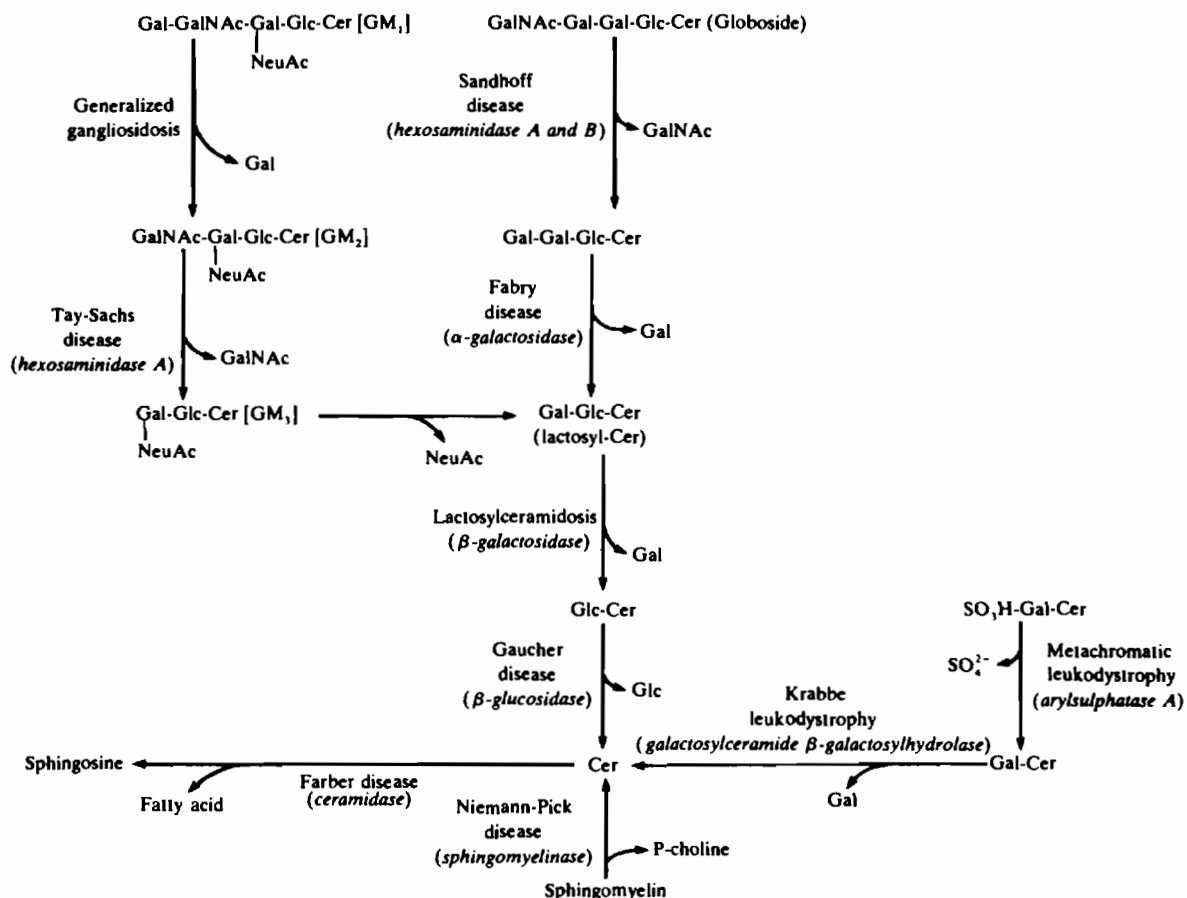 Gal-GalNAc-Gal-Glc-Cer [GM₁]
NeuAc
GalNAc-Gal-Gal-Glc-Cer (Globoside)
Generalized
gangliosidosis
Gal
Sandhoff
disease
(hexosaminidase A and B)
GalNAc
GalNAc-Gal-Glc-Cer [GM₂]
NeuAc
Gal-Gal-Glc-Cer
Tay-Sachs
disease
(hexosaminidase A)
GalNAc
Fabry
disease
(α-galactosidase)
Gal
Gal-Glc-Cer [GM₃]
NeuAc
NeuAc
Gal-Glc-Cer
(lactosyl-Cer)
Lactosylceramidosis
(β-galactosidase)
Gal
Glc-Cer
SO₃H-Gal-Cer
Gaucher
disease
(β-glucosidase)
Glc
SO₄²⁻
Metachromatic
leukodystrophy
(arylsulphatase A)
Krabbe
leukodystrophy
(galactosylceramide β-galactosylhydrolase)
Sphingosine
Cer
Gal-Cer
Fatty acid
Farber disease
(ceramidase)
Gal
Niemann-Pick
disease
(sphingomyelinase)
P-choline
Sphingomyelin